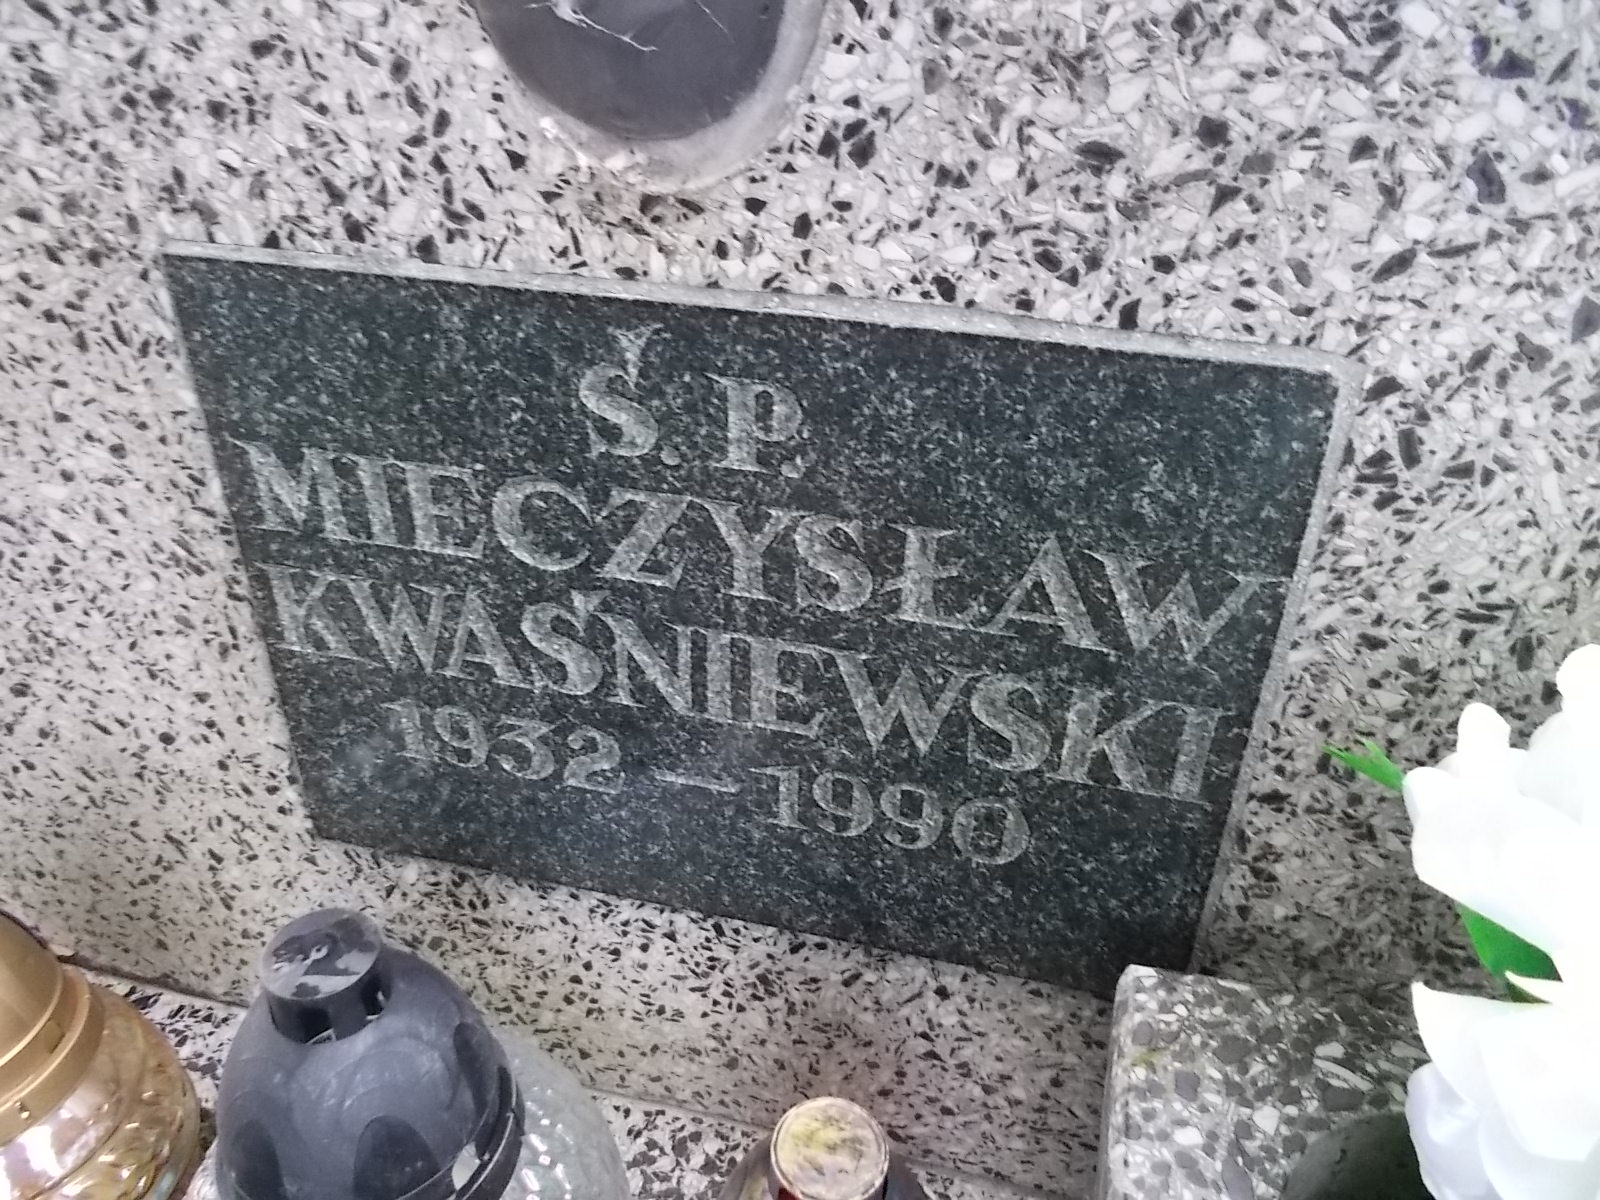 Ś. P.
MIECZYSŁAW
KWAŚNIEWSKI
1932 – 1990